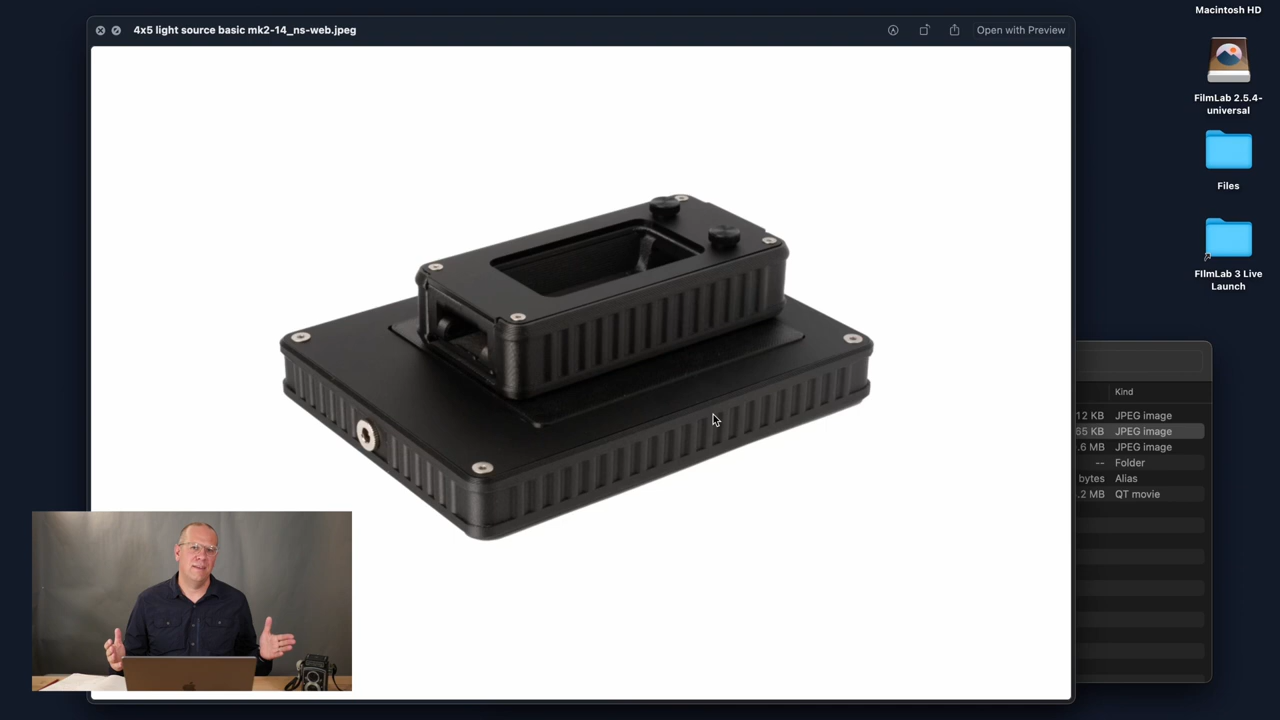 4x5 light source basic mk2-14_ns-web.jpeg
Open with Preview
Macintosh HD
FilmLab 2.5.4-
universal
Files
FIlmLab 3 Live
Launch
Kind
12 KB JPEG image
65 KB JPEG image
.6 MB JPEG image
-- Folder
bytes Alias
.2 MB QT movie